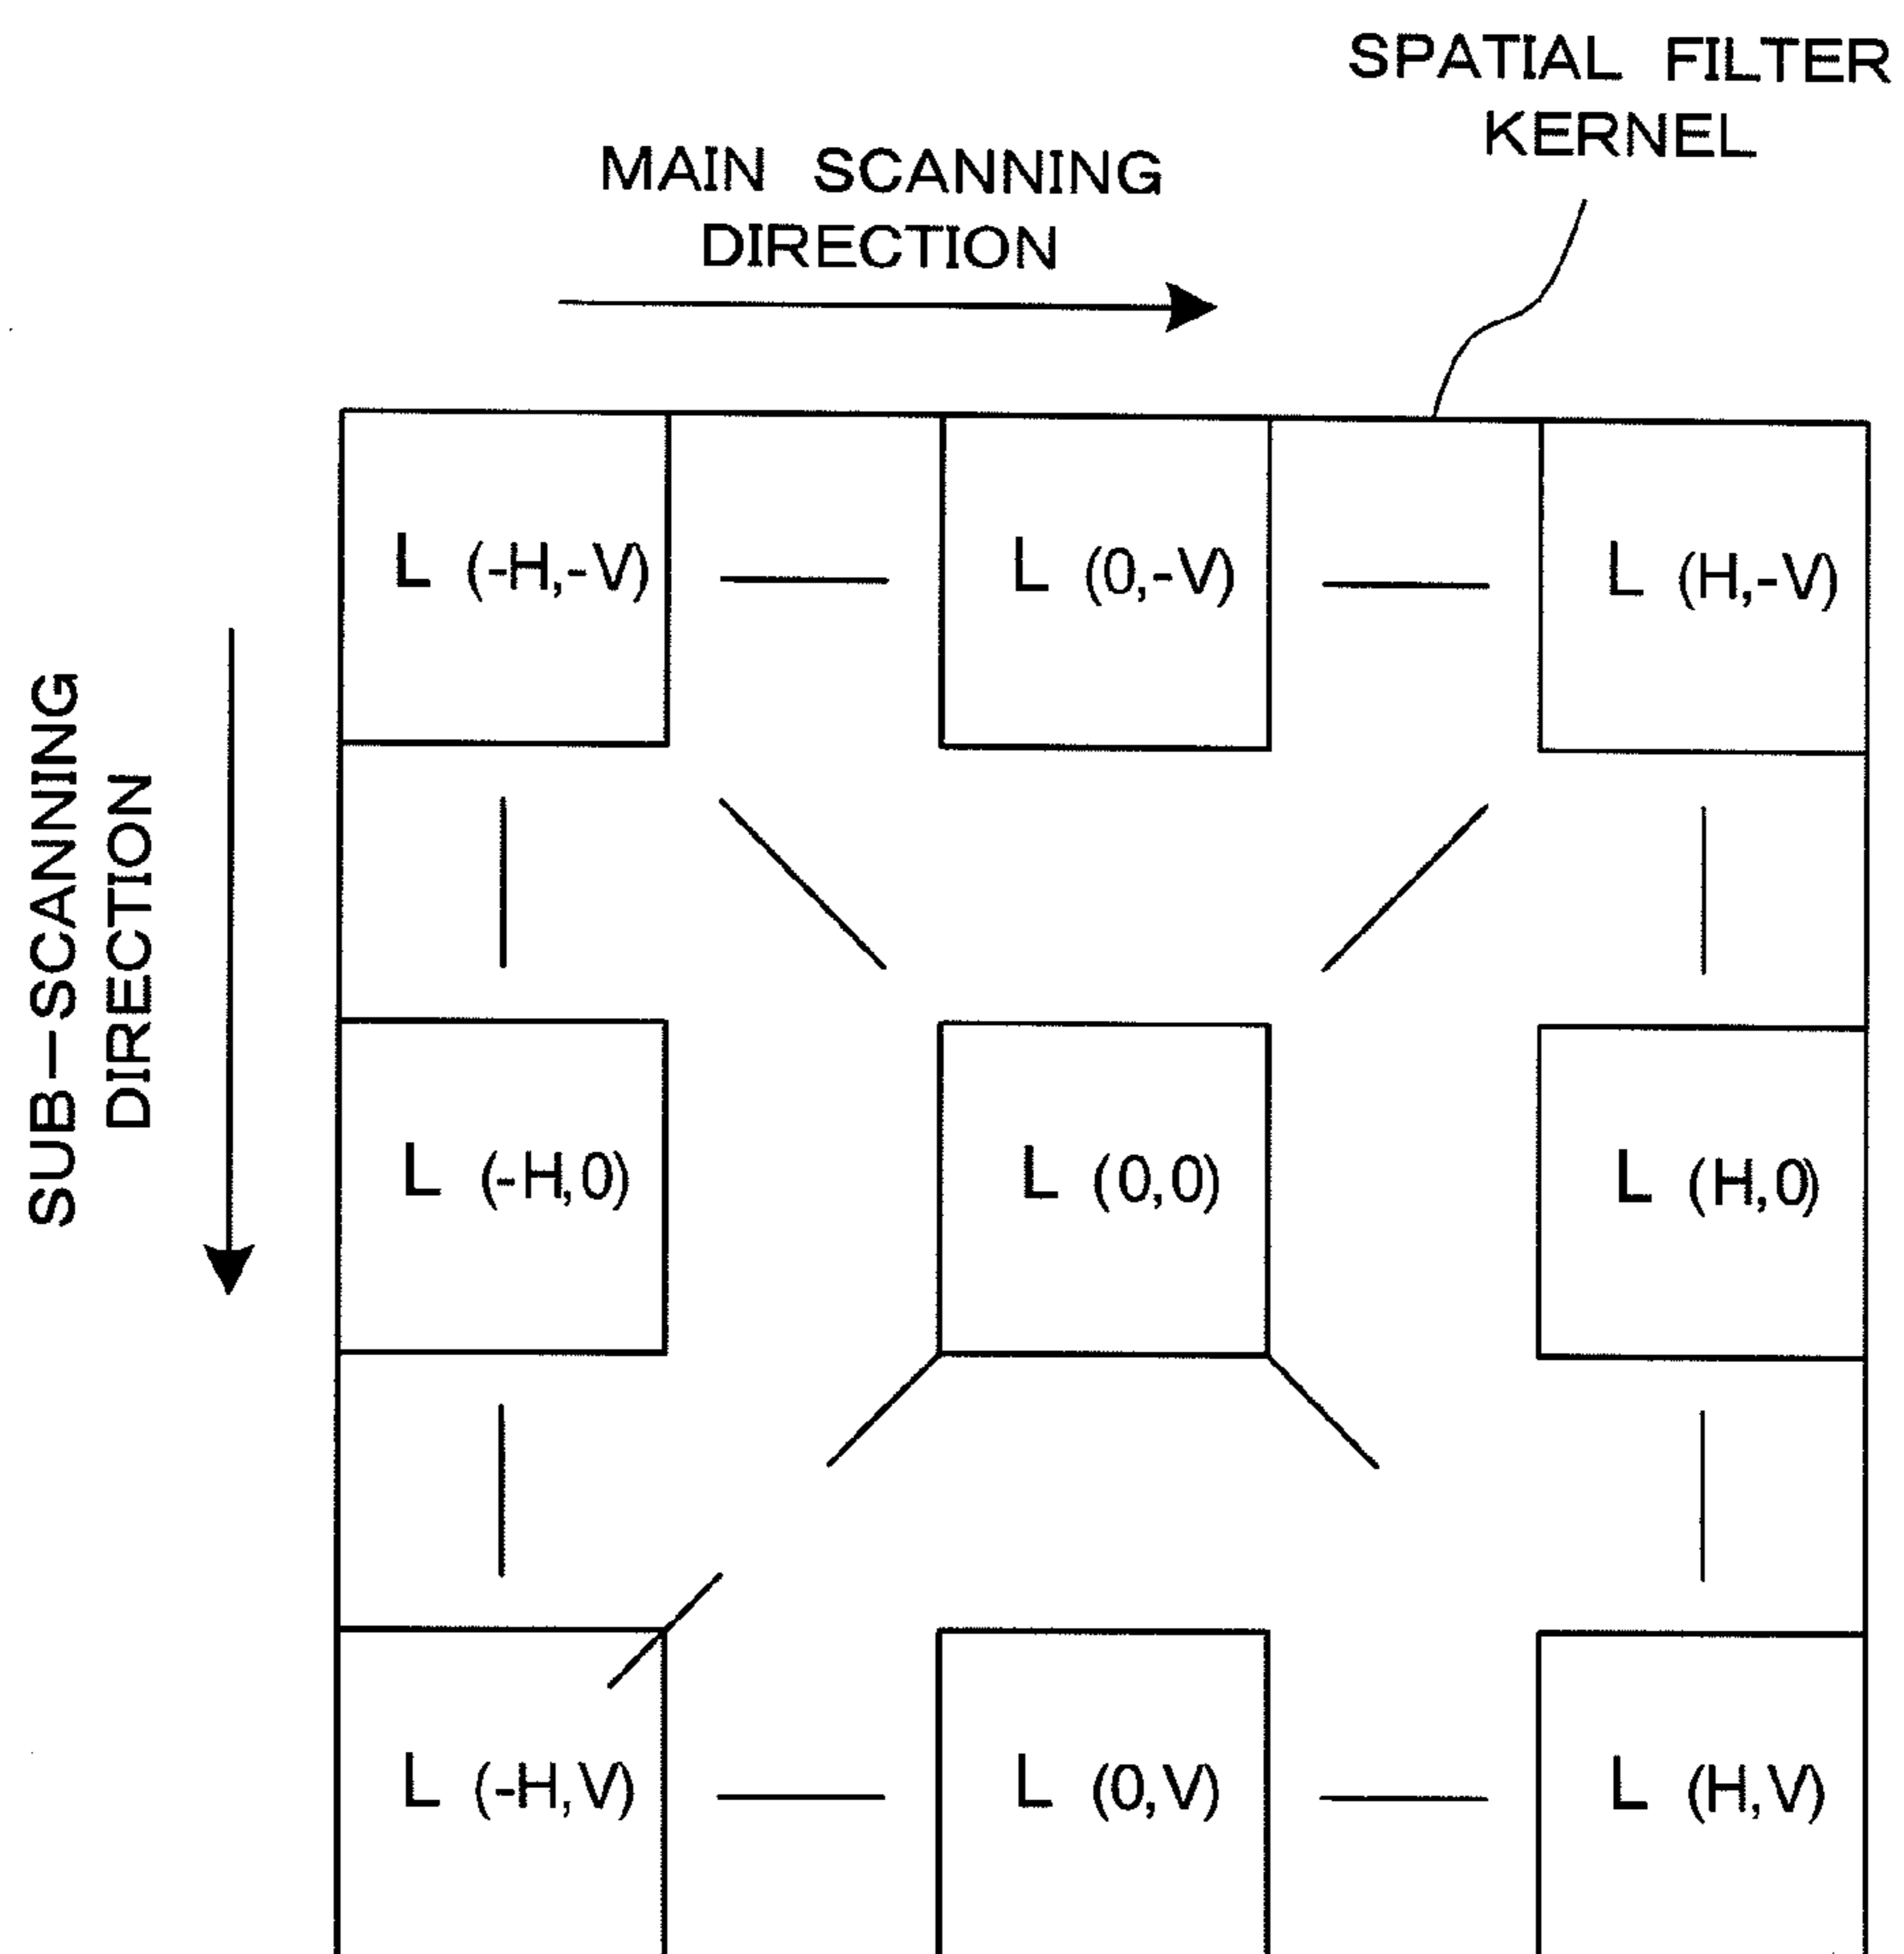 SPATIAL FILTER
KERNEL
MAIN SCANNING
DIRECTION
SUB-SCANNING
DIRECTION
L (-H,-V)
L (0,-V)
L (H,-V)
L (-H,0)
L (0,0)
L (H,0)
L (-H,V)
L (0,V)
L (H,V)